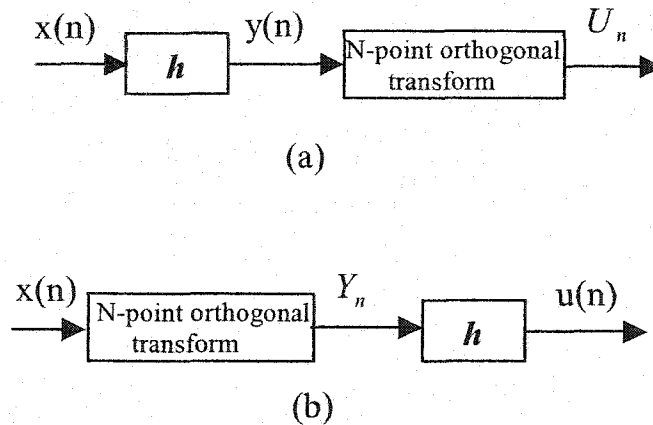 x(n)
h
y(n)
N-point orthogonal
transform
U_n
(a)
x(n)
N-point orthogonal
transform
Y_n
h
u(n)
(b)